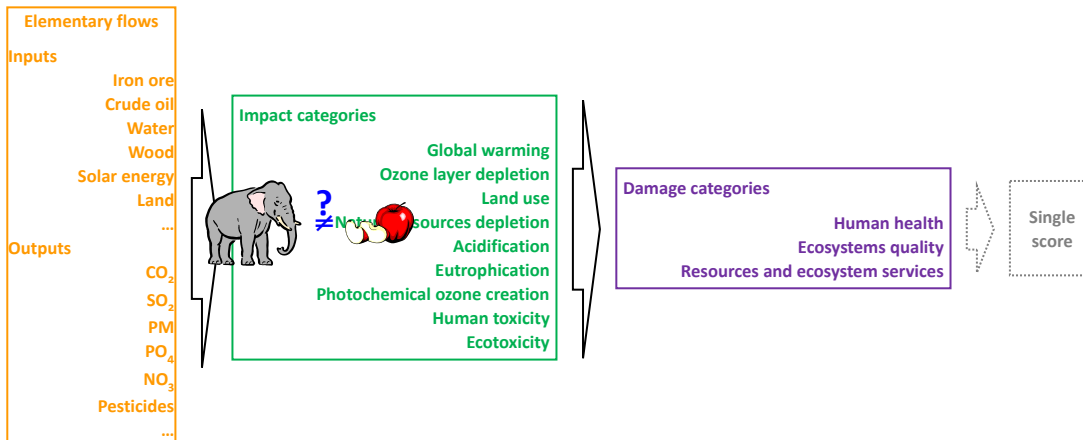 Elementary flows
Inputs
Iron ore
Crude oil
Water
Wood
Solar energy
Land
...
Outputs
CO₂
SO₂
PM
PO₄
NO₃
Pesticides
...
Impact categories
Global warming
Ozone layer depletion
Land use
Natural resources depletion
Acidification
Eutrophication
Photochemical ozone creation
Human toxicity
Ecotoxicity
?
≠
Damage categories
Human health
Ecosystems quality
Resources and ecosystem services
Single
score